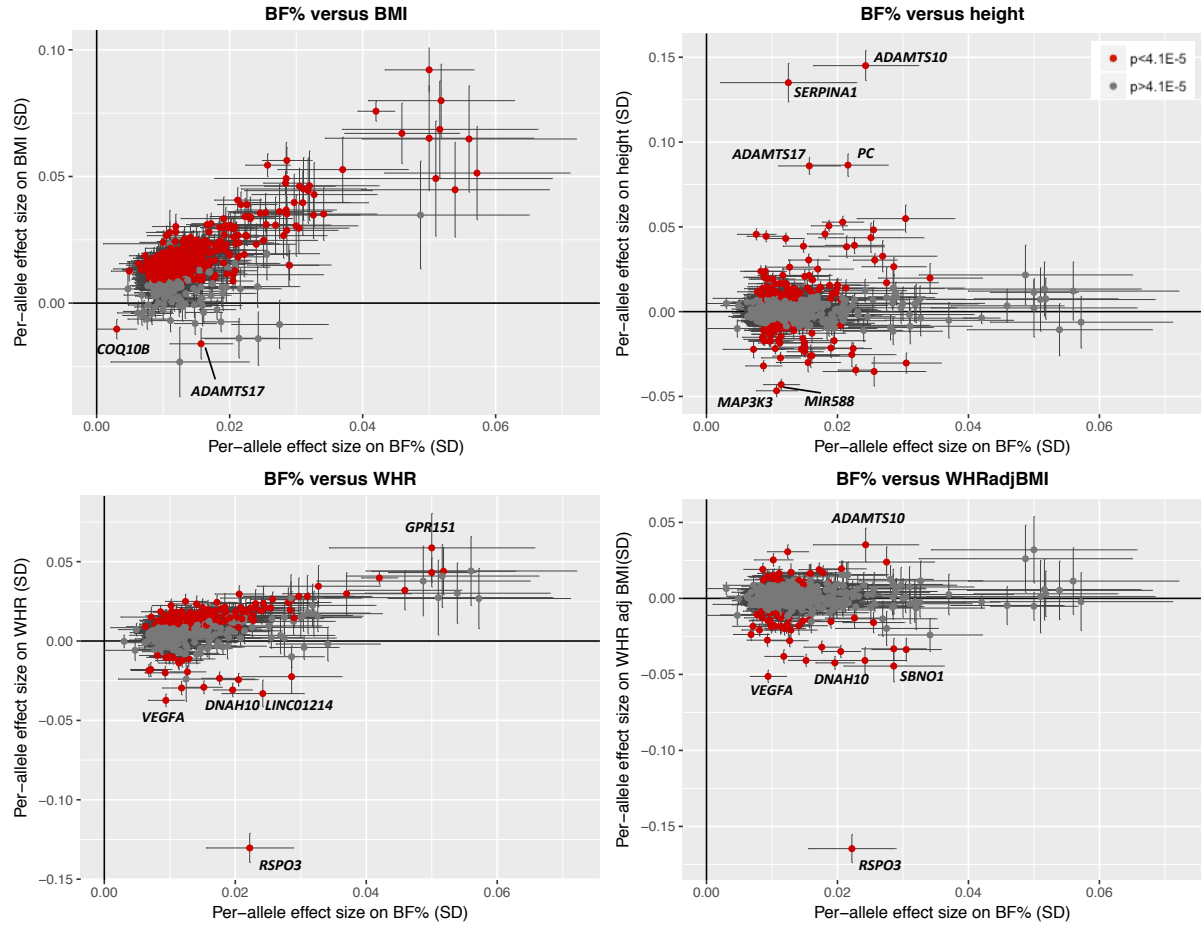 BF% versus BMI
Per−allele effect size on BMI (SD)
0.10
0.05
0.00
COQ10B
ADAMTS17
0.00
0.02
0.04
0.06
Per−allele effect size on BF% (SD)
BF% versus height
Per−allele effect size on height (SD)
0.15
0.10
0.05
0.00
−0.05
ADAMTS10
SERPINA1
ADAMTS17
PC
MAP3K3
MIR588
p<4.1E-5
p>4.1E-5
0.00
0.02
0.04
0.06
Per−allele effect size on BF% (SD)
BF% versus WHR
Per−allele effect size on WHR (SD)
0.05
0.00
−0.05
−0.10
−0.15
GPR151
VEGFA
DNAH10
LINC01214
RSPO3
0.00
0.02
0.04
0.06
Per−allele effect size on BF% (SD)
BF% versus WHRadjBMI
Per−allele effect size on WHR adj BMI(SD)
0.05
0.00
−0.05
−0.10
−0.15
ADAMTS10
VEGFA
DNAH10
SBNO1
RSPO3
0.00
0.02
0.04
0.06
Per−allele effect size on BF% (SD)